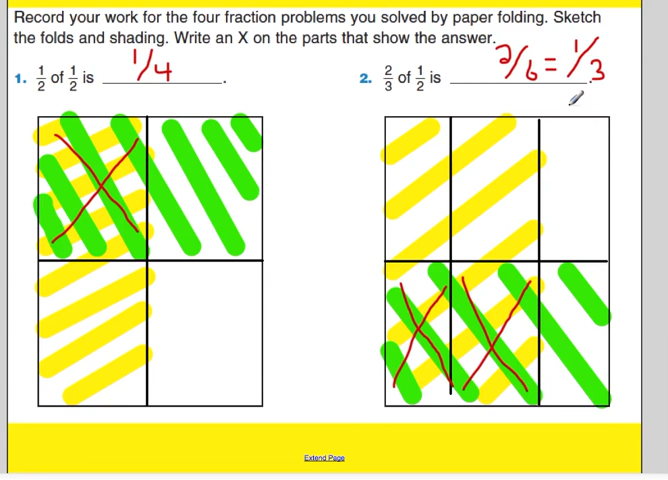 Record your work for the four fraction problems you solved by paper folding. Sketch
the folds and shading. Write an X on the parts that show the answer.
1. 1/2 of 1/2 is 1/4.
2. 2/3 of 1/2 is 2/6 = 1/3.
Extend Page